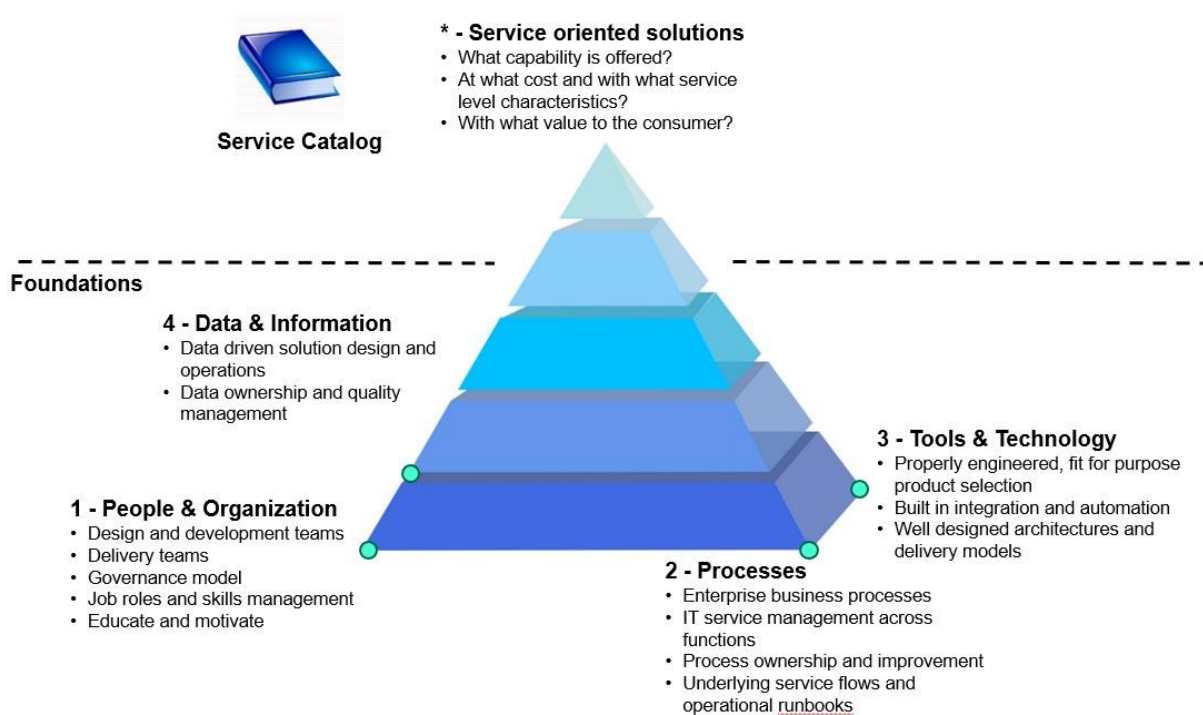 * - Service oriented solutions
• What capability is offered?
• At what cost and with what service
level characteristics?
• With what value to the consumer?
Service Catalog
Foundations
4 - Data & Information
• Data driven solution design and
operations
• Data ownership and quality
management
3 - Tools & Technology
• Properly engineered, fit for purpose
product selection
• Built in integration and automation
• Well designed architectures and
delivery models
1 - People & Organization
• Design and development teams
• Delivery teams
• Governance model
• Job roles and skills management
• Educate and motivate
2 - Processes
• Enterprise business processes
• IT service management across
functions
• Process ownership and improvement
• Underlying service flows and
operational runbooks